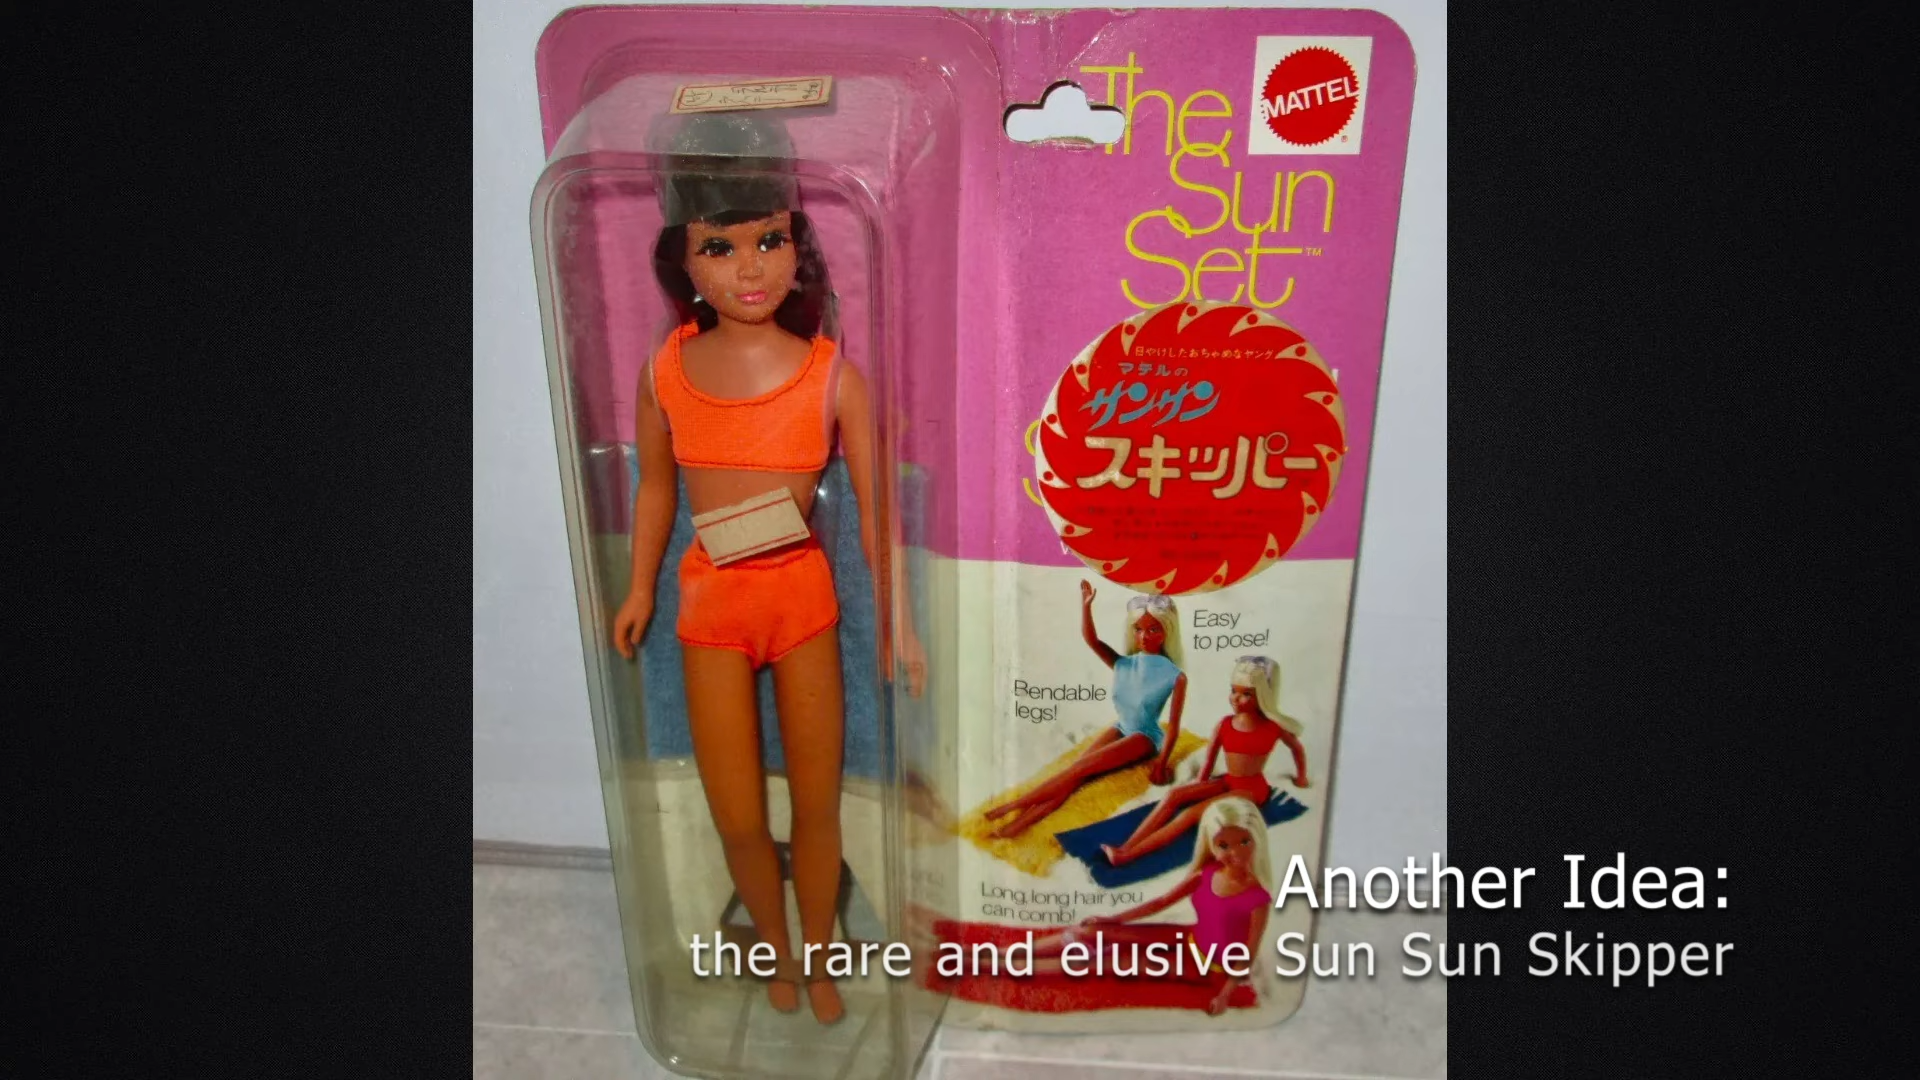 The
Sun
Set™
MATTEL
日やけしたおちゃめなヤング
マテルの
サンサン
スキッパー
Easy
to pose!
Bendable
legs!
Long, long hair you
can comb!
Another Idea:
the rare and elusive Sun Sun Skipper